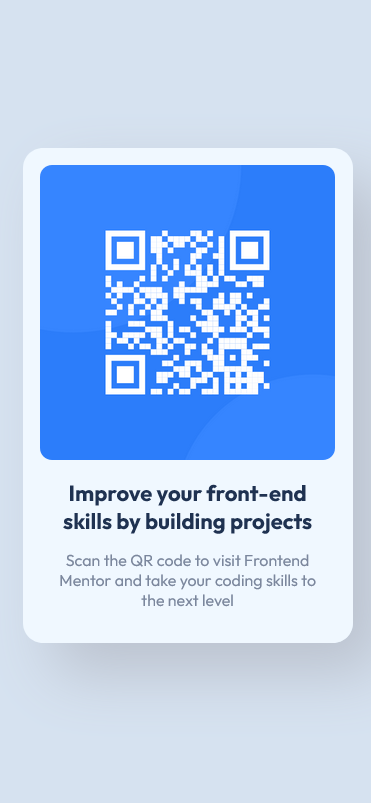 Improve your front-end
skills by building projects
Scan the QR code to visit Frontend
Mentor and take your coding skills to
the next level